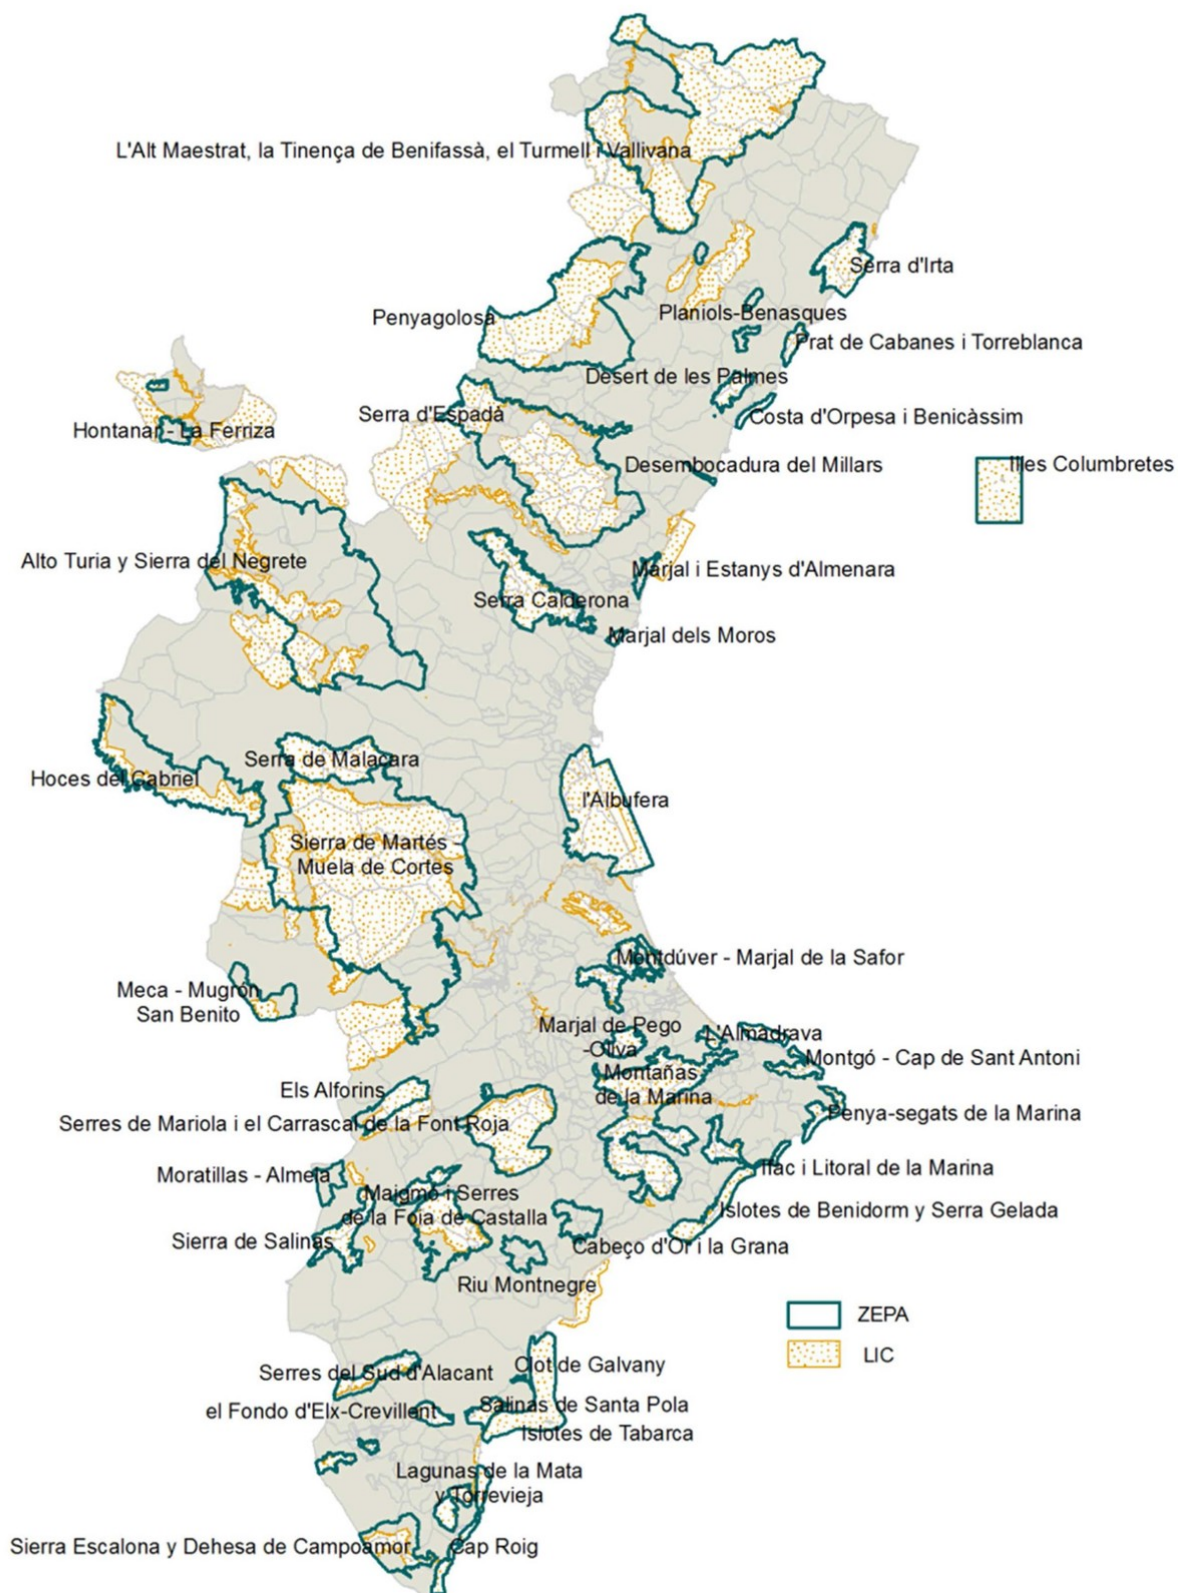 L'Alt Maestrat, la Tinença de Benifassà, el Turmell i Vallivana
Serra d'Irta
Planiols-Benasques
Penyagolosa
Prat de Cabanes i Torreblanca
Desert de les Palmes
Serra d'Espadà
Costa d'Orpesa i Benicàssim
Hontanar - La Ferriza
Desembocadura del Millars
Illes Columbretes
Alto Turia y Sierra del Negrete
Marjal i Estanys d'Almenara
Serra Calderona
Marjal dels Moros
Serra de Malacara
Hoces del Cabriel
l'Albufera
Sierra de Martés -
Muela de Cortes
Montdúver - Marjal de la Safor
Meca - Mugrón
San Benito
Marjal de Pego
-Oliva
L'Almadrava
Montgó - Cap de Sant Antoni
Montañas
de la Marina
Els Alforins
Penya-segats de la Marina
Serres de Mariola i el Carrascal de la Font Roja
Ifac i Litoral de la Marina
Moratillas - Almela
Maigmó i Serres
de la Foia de Castalla
Islotes de Benidorm y Serra Gelada
Sierra de Salinas
Cabeço d'Or i la Grana
Riu Montnegre
ZEPA
LIC
Clot de Galvany
Serres del Sud d'Alacant
Salinas de Santa Pola
el Fondo d'Elx-Crevillent
Islotes de Tabarca
Lagunas de la Mata
y Torrevieja
Sierra Escalona y Dehesa de Campoamor
Cap Roig